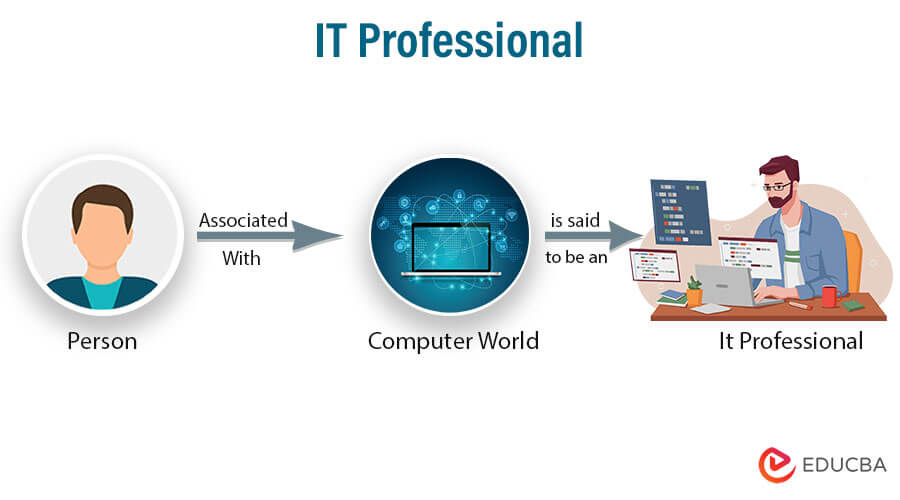 IT Professional
Associated
With
is said
to be an
Person
Computer World
It Professional
EDUCBA